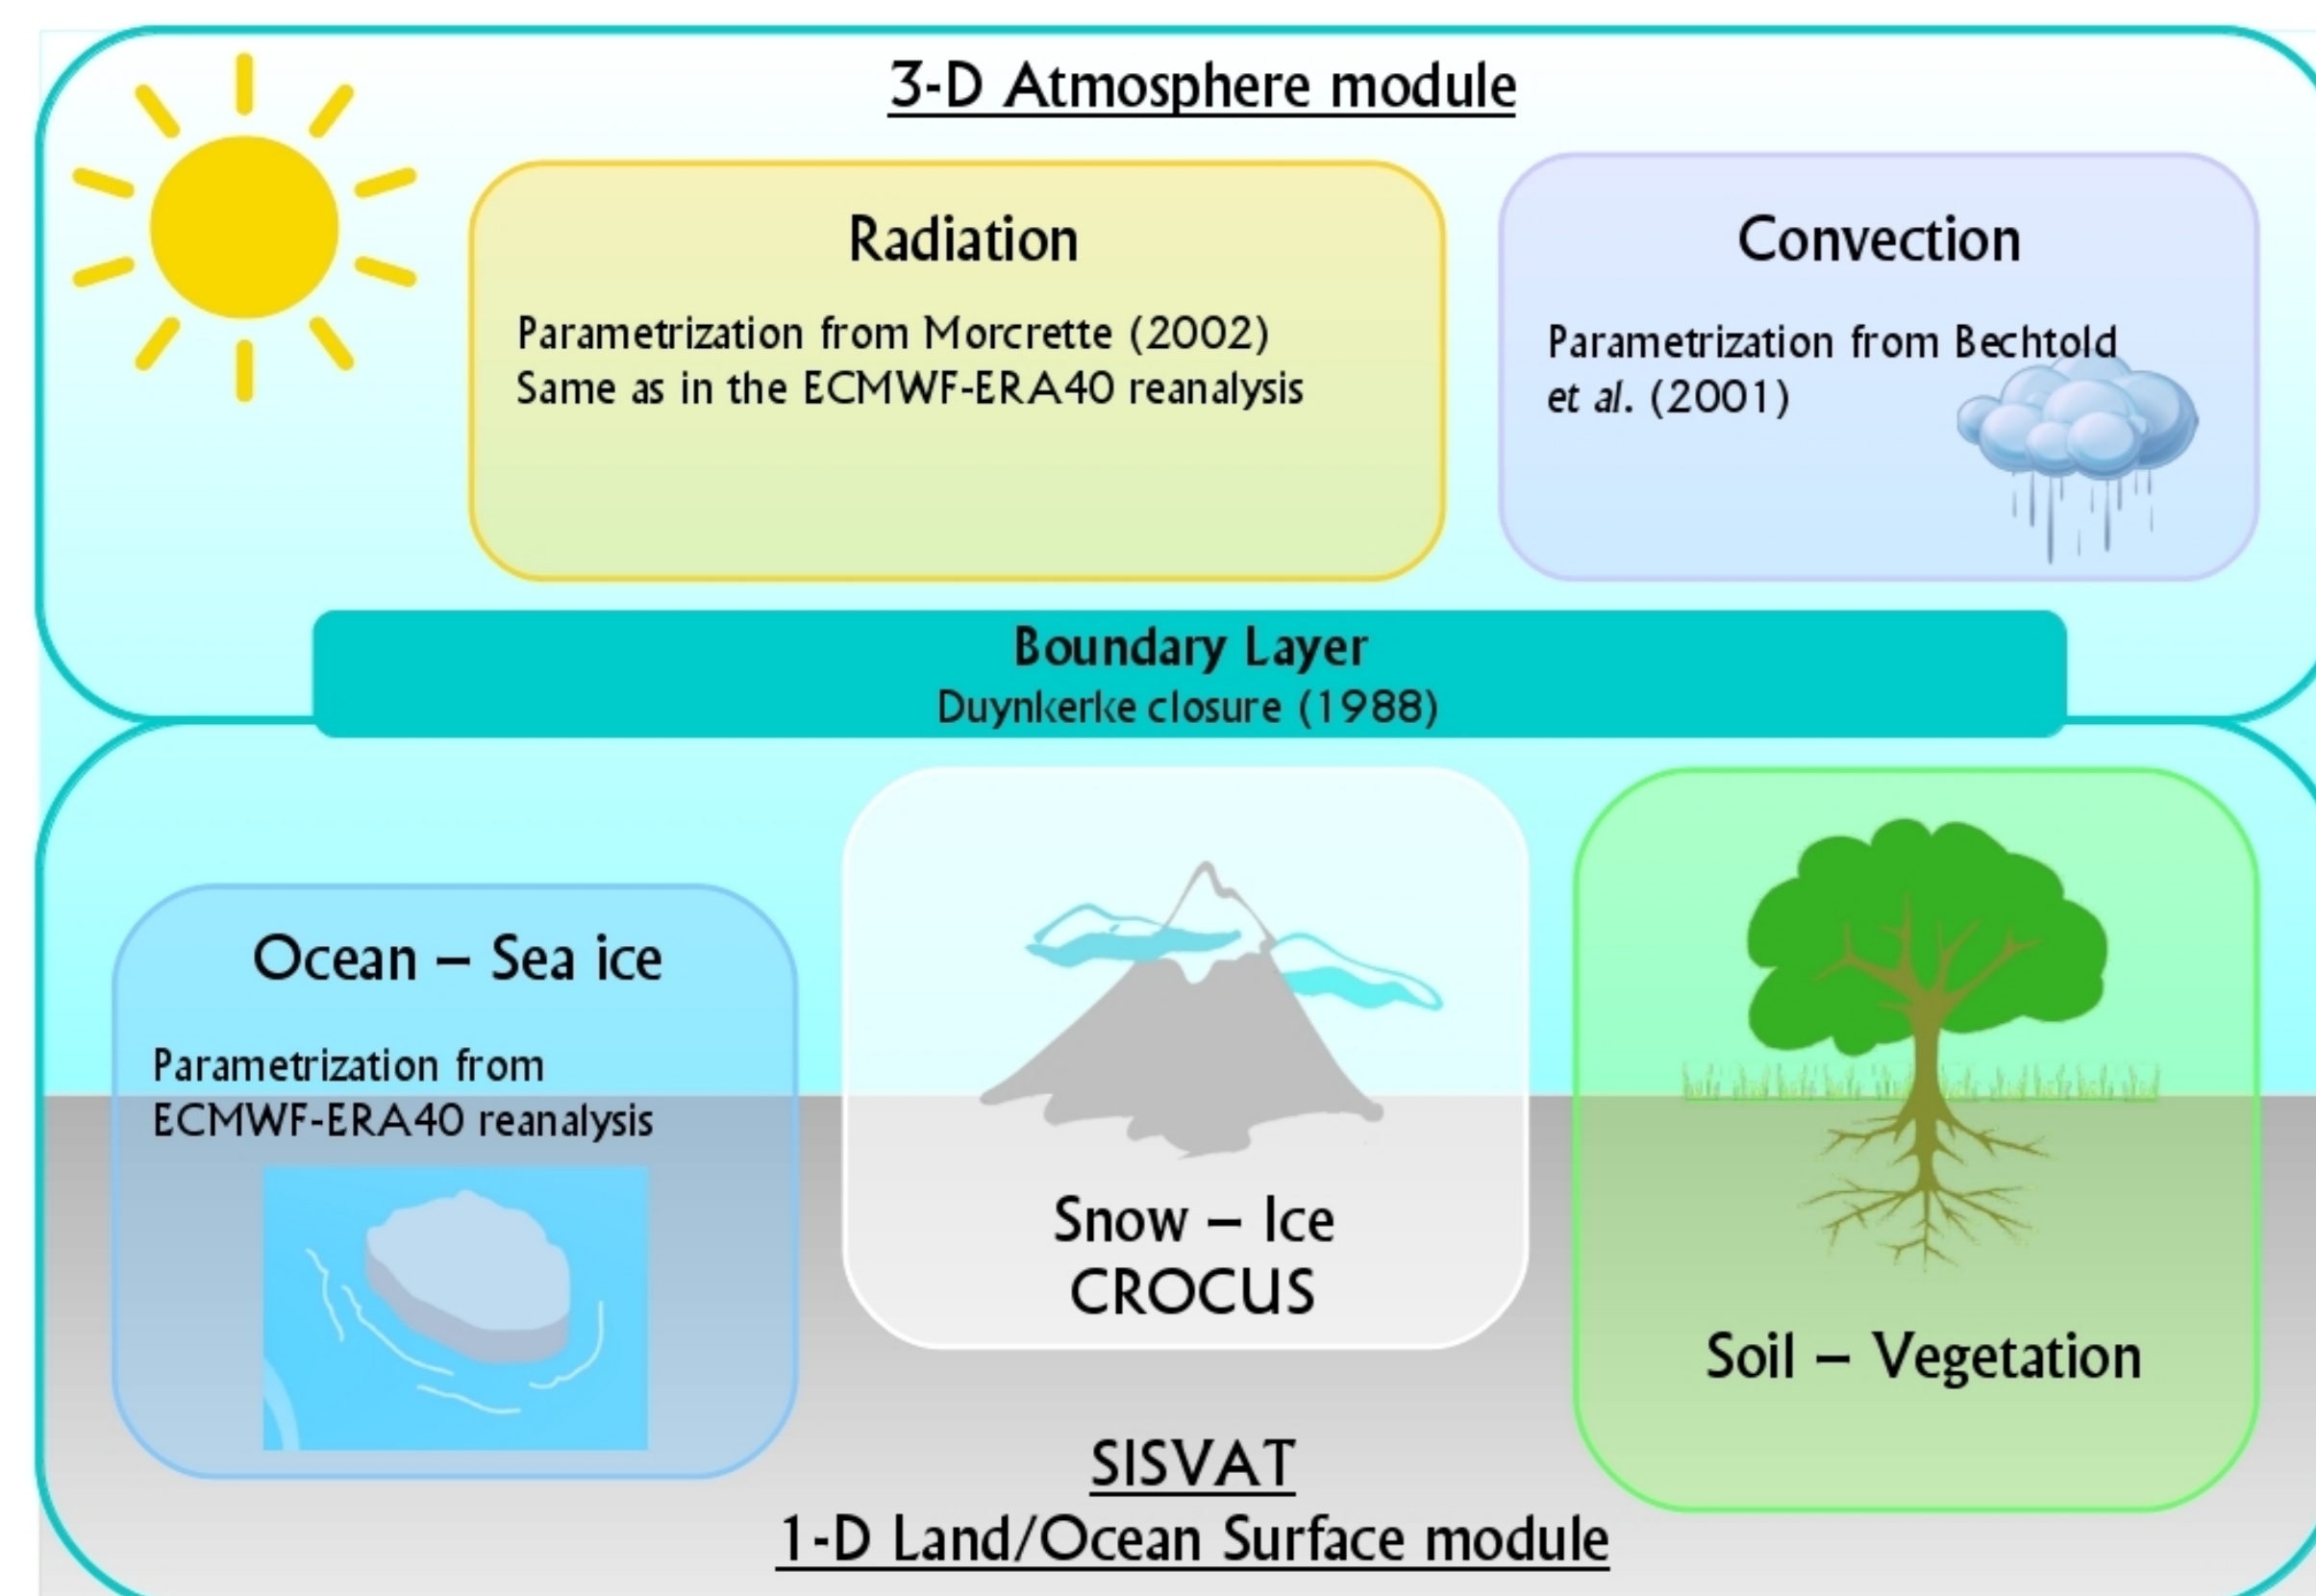 3-D Atmosphere module
Radiation
Parametrization from Morcrette (2002)
Same as in the ECMWF-ERA40 reanalysis
Convection
Parametrization from Bechtold
et al. (2001)
Boundary Layer
Duynkerke closure (1988)
Ocean – Sea ice
Parametrization from
ECMWF-ERA40 reanalysis
Snow – Ice
CROCUS
Soil – Vegetation
SISVAT
1-D Land/Ocean Surface module